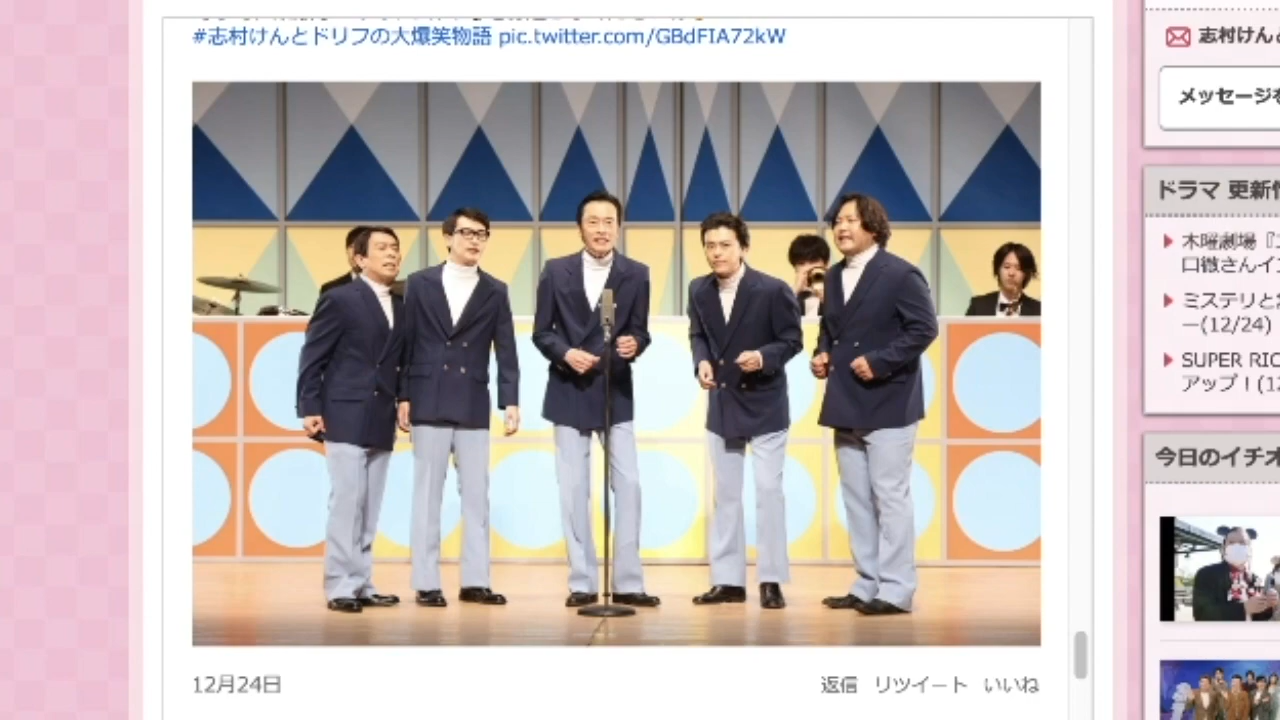 #志村けんとドリフの大爆笑物語 pic.twitter.com/GBdFIA72kW
12月24日
返信 リツイート いいね
志村けんと
メッセージを
ドラマ 更新情
木曜劇場『
口微さんイン
ミステリと
ー(12/24)
SUPER RIC
アップ!(12
今日のイチオ